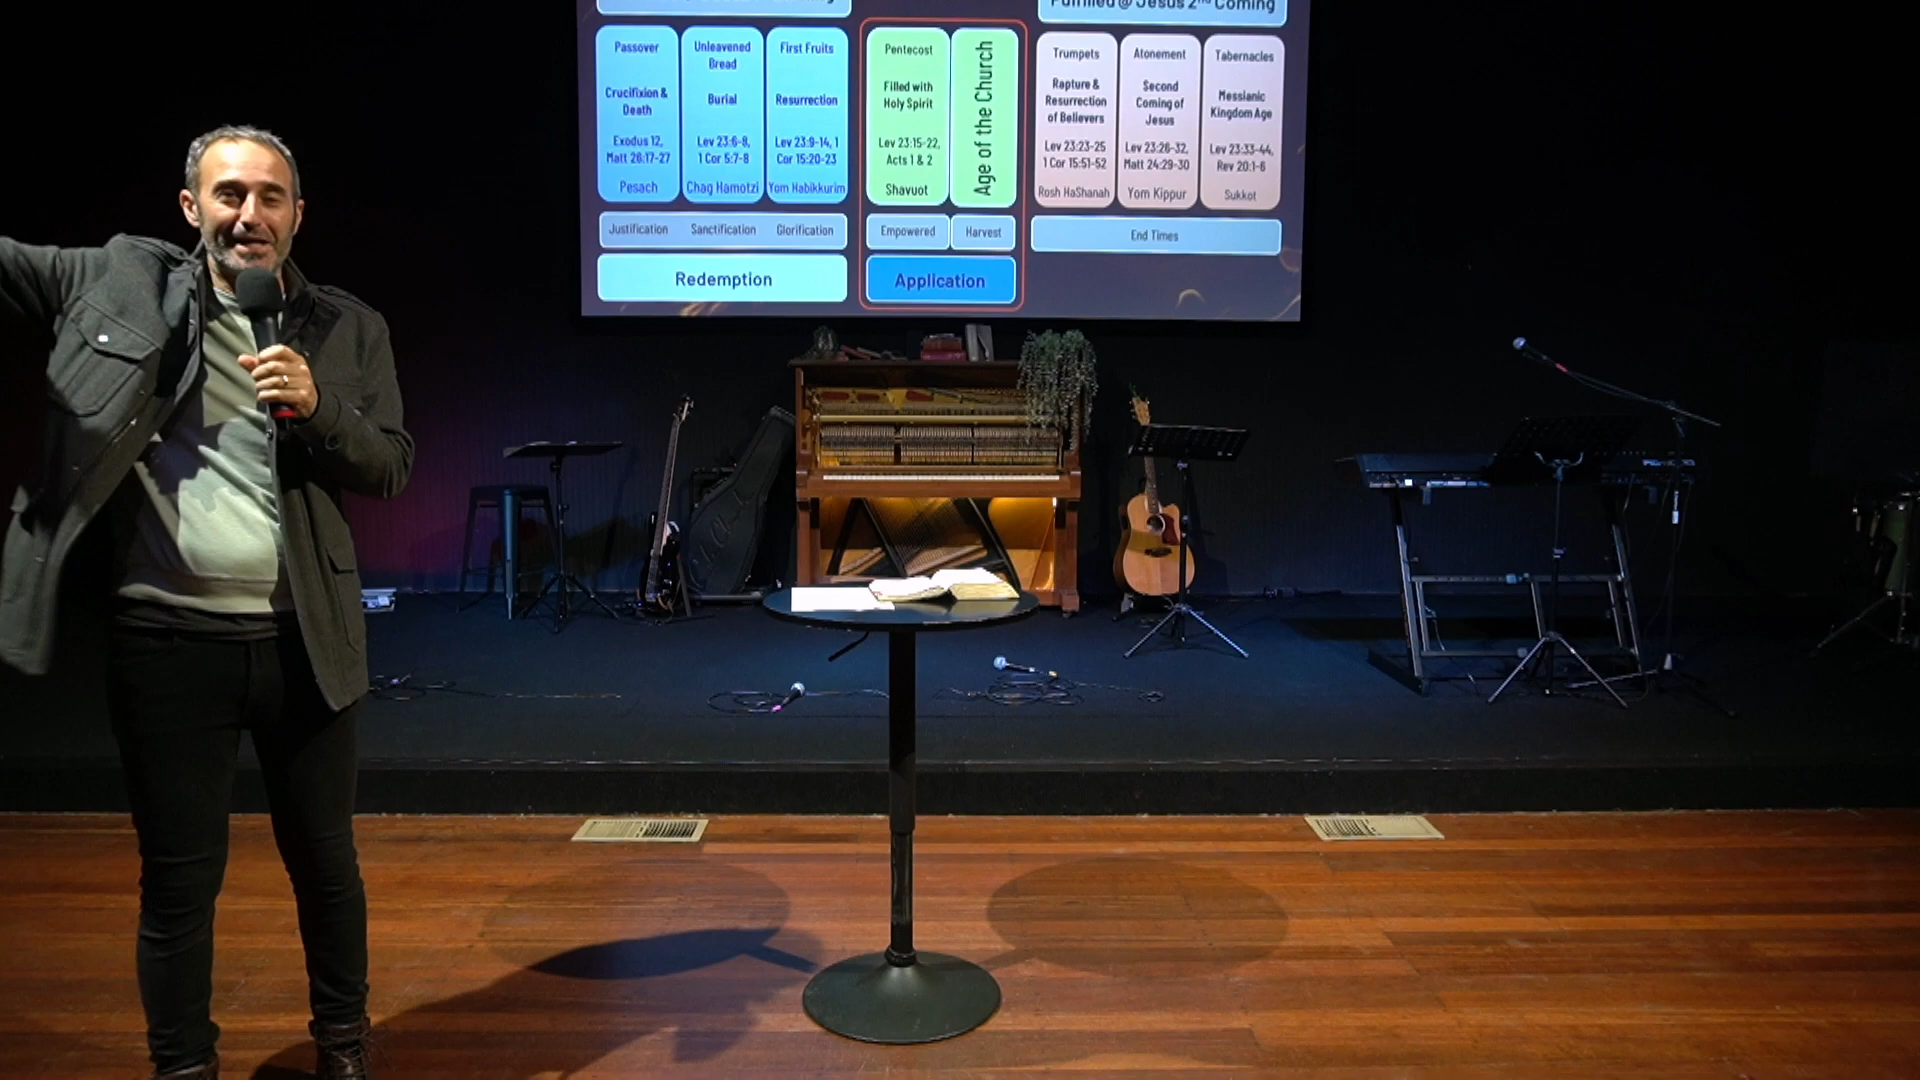 Fulfilled @ Jesus 2nd Coming
Passover
Crucifixion &
Death
Exodus 12,
Matt 26:17-27
Pesach
Unleavened
Bread
Burial
Lev 23:6-8,
1 Cor 5:7-8
Chag Hamotzi
First Fruits
Resurrection
Lev 23:9-14, 1
Cor 15:20-23
Yom Habikkurim
Pentecost
Filled with
Holy Spirit
Lev 23:15-22,
Acts 1 & 2
Shavuot
Age of the Church
Trumpets
Rapture &
Resurrection
of Believers
Lev 23:23-25
1 Cor 15:51-52
Rosh HaShanah
Atonement
Second
Coming of
Jesus
Lev 23:26-32,
Matt 24:29-30
Yom Kippur
Tabernacles
Messianic
Kingdom Age
Lev 23:33-44,
Rev 20:1-6
Sukkot
Justification Sanctification Glorification
Empowered
Harvest
End Times
Redemption
Application